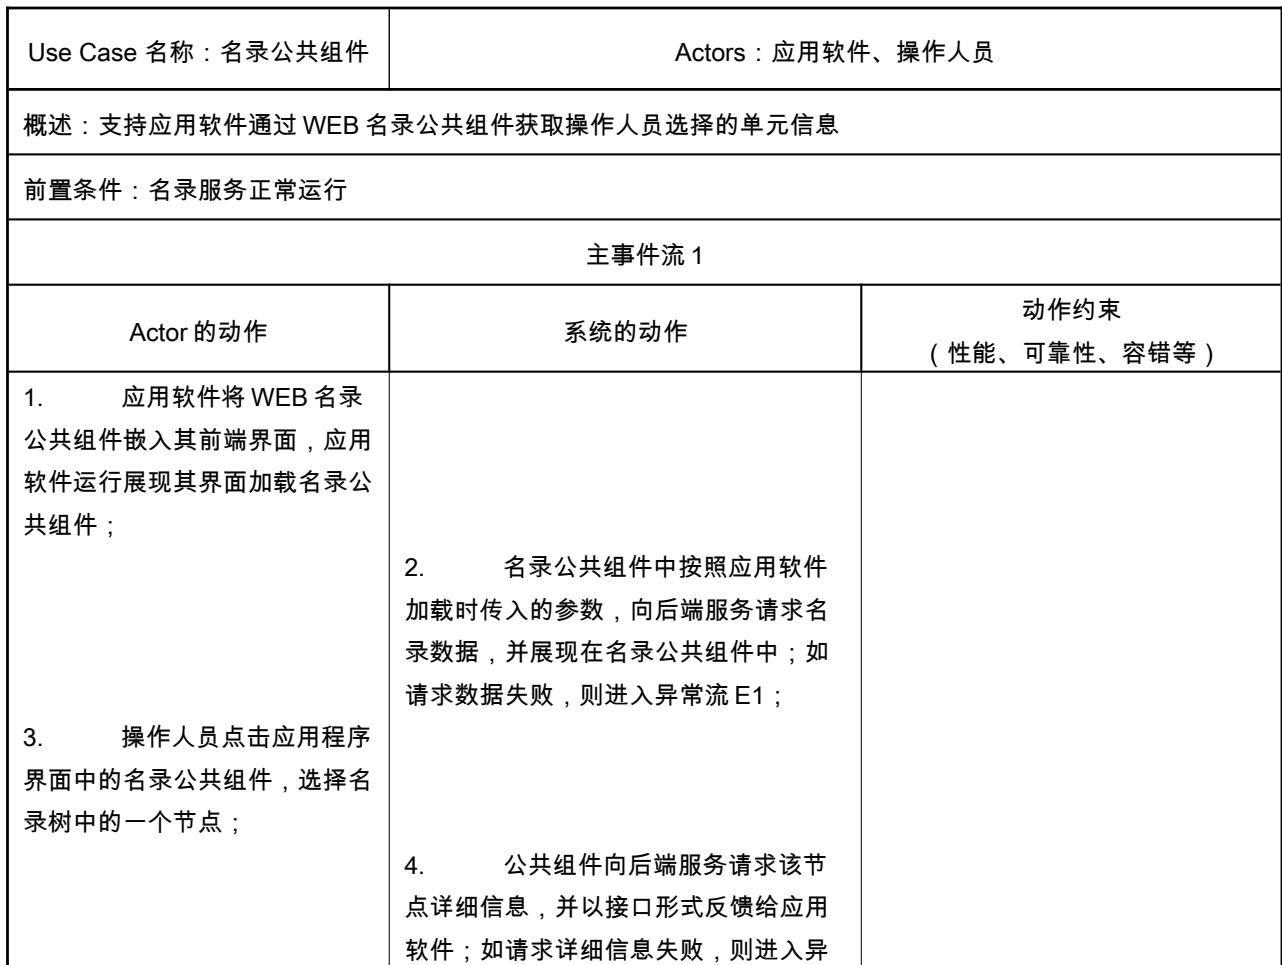 Use Case 名称：名录公共组件
Actors：应用软件、操作人员
概述：支持应用软件通过 WEB 名录公共组件获取操作人员选择的单元信息
前置条件：名录服务正常运行
主事件流 1
Actor 的动作
系统的动作
动作约束
（性能、可靠性、容错等）
1. 应用软件将 WEB 名录
公共组件嵌入其前端界面，应用
软件运行展现其界面加载名录公
共组件；
2. 名录公共组件中按照应用软件
加载时传入的参数，向后端服务请求名
录数据，并展现在名录公共组件中；如
请求数据失败，则进入异常流 E1；
3. 操作人员点击应用程序
界面中的名录公共组件，选择名
录树中的一个节点；
4. 公共组件向后端服务请求该节
点详细信息，并以接口形式反馈给应用
软件；如请求详细信息失败，则进入异